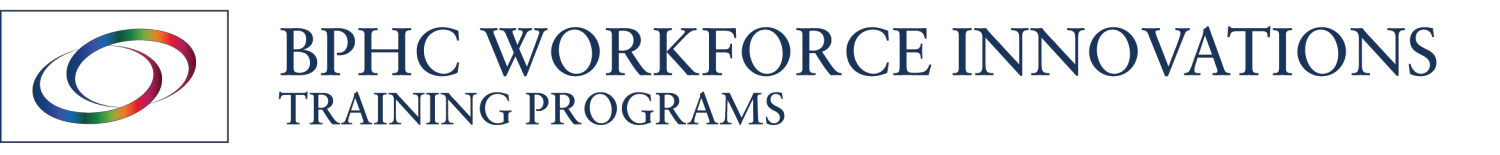 BPHC WORKFORCE INNOVATIONS
TRAINING PROGRAMS